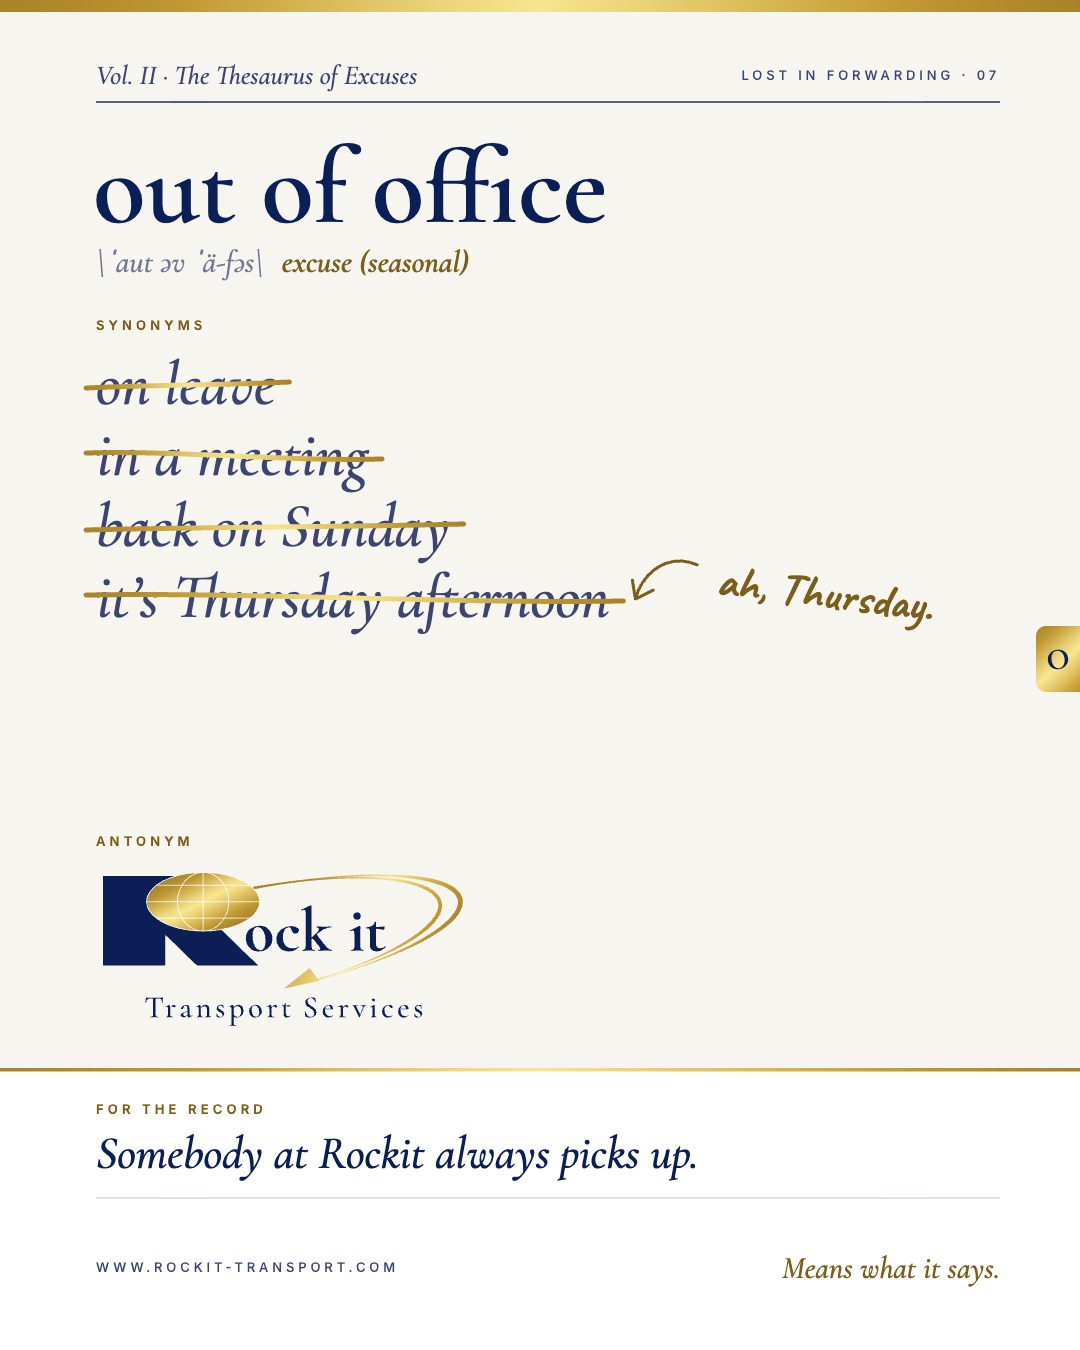 Vol. II · The Thesaurus of Excuses
LOST IN FORWARDING · 07
out of office
\ ˈaut əv ˈä-fəs\ excuse (seasonal)
SYNONYMS
on leave
in a meeting
back on Sunday
it’s Thursday afternoon
ah, Thursday.
O
ANTONYM
Rock it
Transport Services
FOR THE RECORD
Somebody at Rockit always picks up.
WWW.ROCKIT-TRANSPORT.COM
Means what it says.